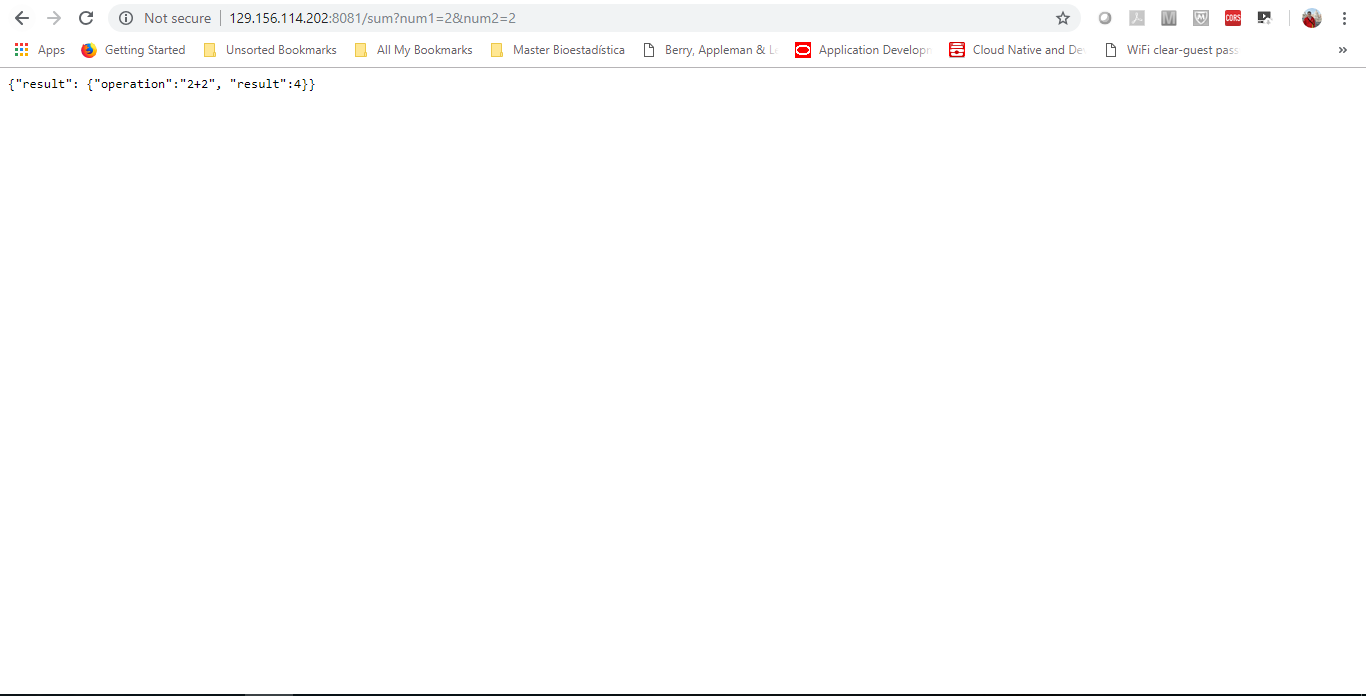 Not secure 129.156.114.202:8081/sum?num1=2&num2=2 CORS
Apps Getting Started Unsorted Bookmarks All My Bookmarks Master Bioestadística Berry, Appleman & Application Cloud Native and WiFi clear-guest pass »
{"result": {"operation":"2+2", "result":4}}